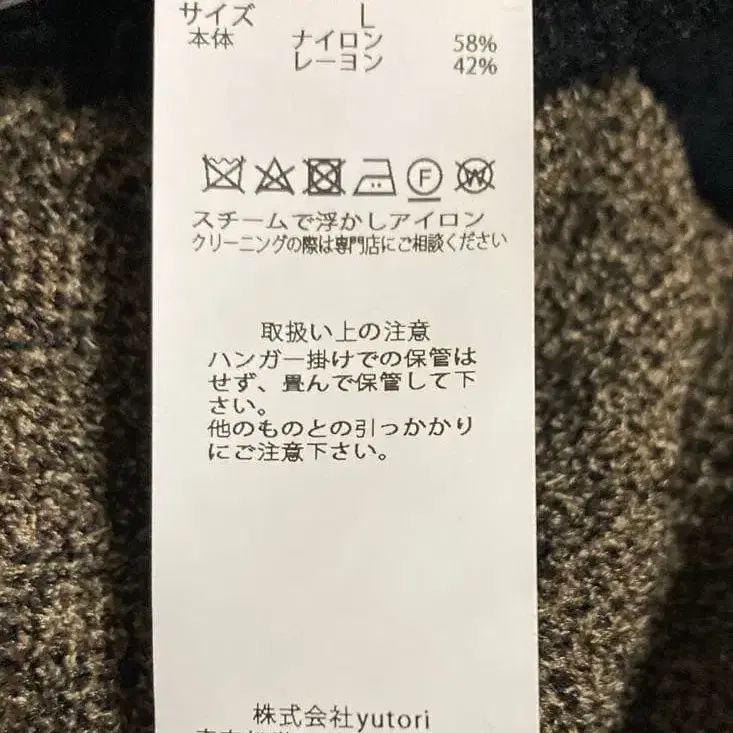 サイズ L
本体 ナイロン 58%
レーヨン 42%
F W
スチームで浮かしアイロン
クリーニングの際は専門店にご相談ください
取扱い上の注意
ハンガー掛けでの保管は
せず、畳んで保管して下
さい。
他のものとの引っかかり
にご注意下さい。
株式会社yutori